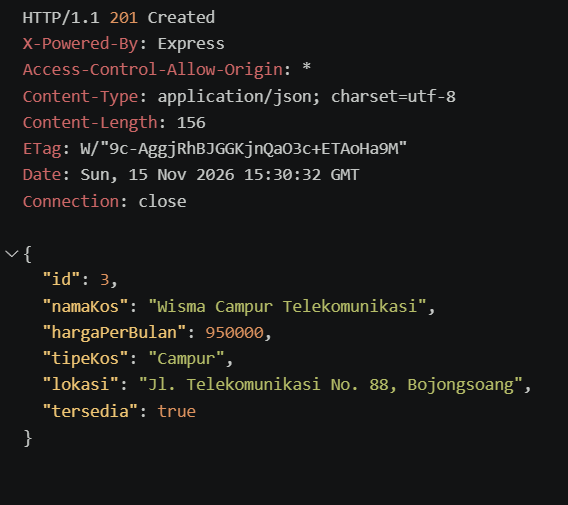 HTTP/1.1 201 Created
X-Powered-By: Express
Access-Control-Allow-Origin: *
Content-Type: application/json; charset=utf-8
Content-Length: 156
ETag: W/"9c-AggjRhBJGGKjnQaO3c+ETAoHa9M"
Date: Sun, 15 Nov 2026 15:30:32 GMT
Connection: close
{
"id": 3,
"namaKos": "Wisma Campur Telekomunikasi",
"hargaPerBulan": 950000,
"tipeKos": "Campur",
"lokasi": "Jl. Telekomunikasi No. 88, Bojongsoang",
"tersedia": true
}